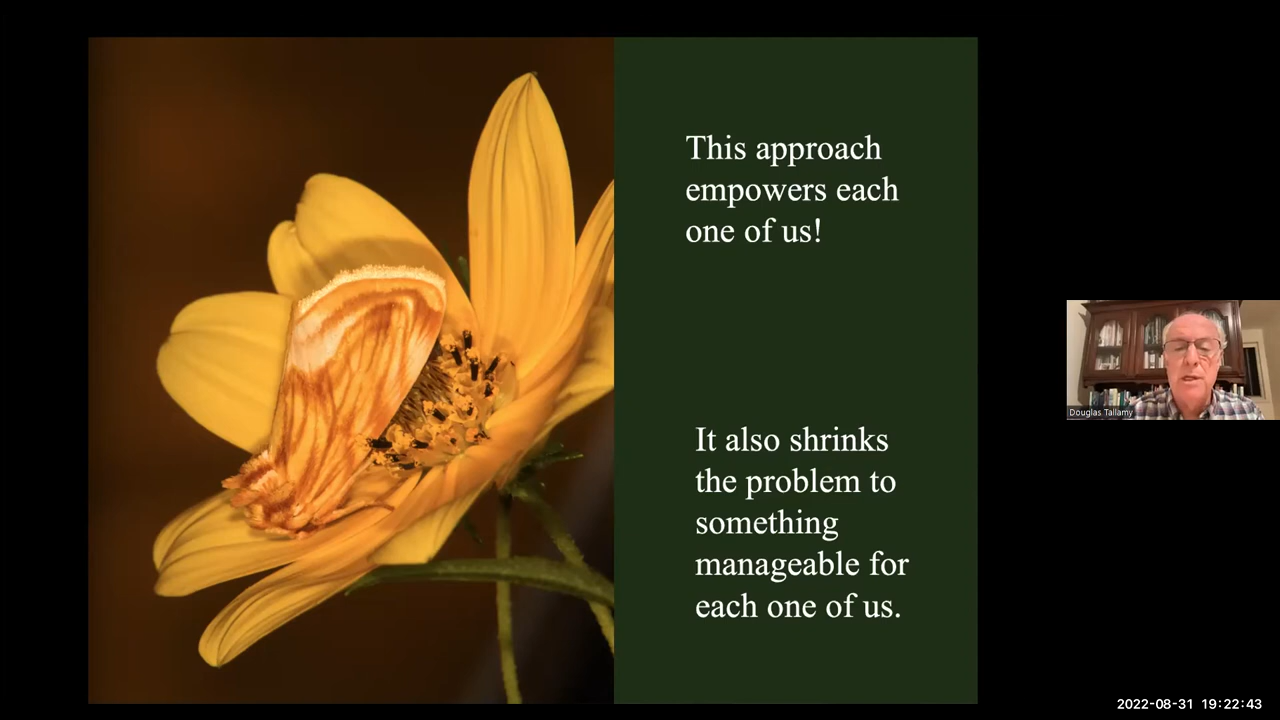 This approach
empowers each
one of us!
It also shrinks
the problem to
something
manageable for
each one of us.
Douglas Tallamy
2022-08-31 19:22:43